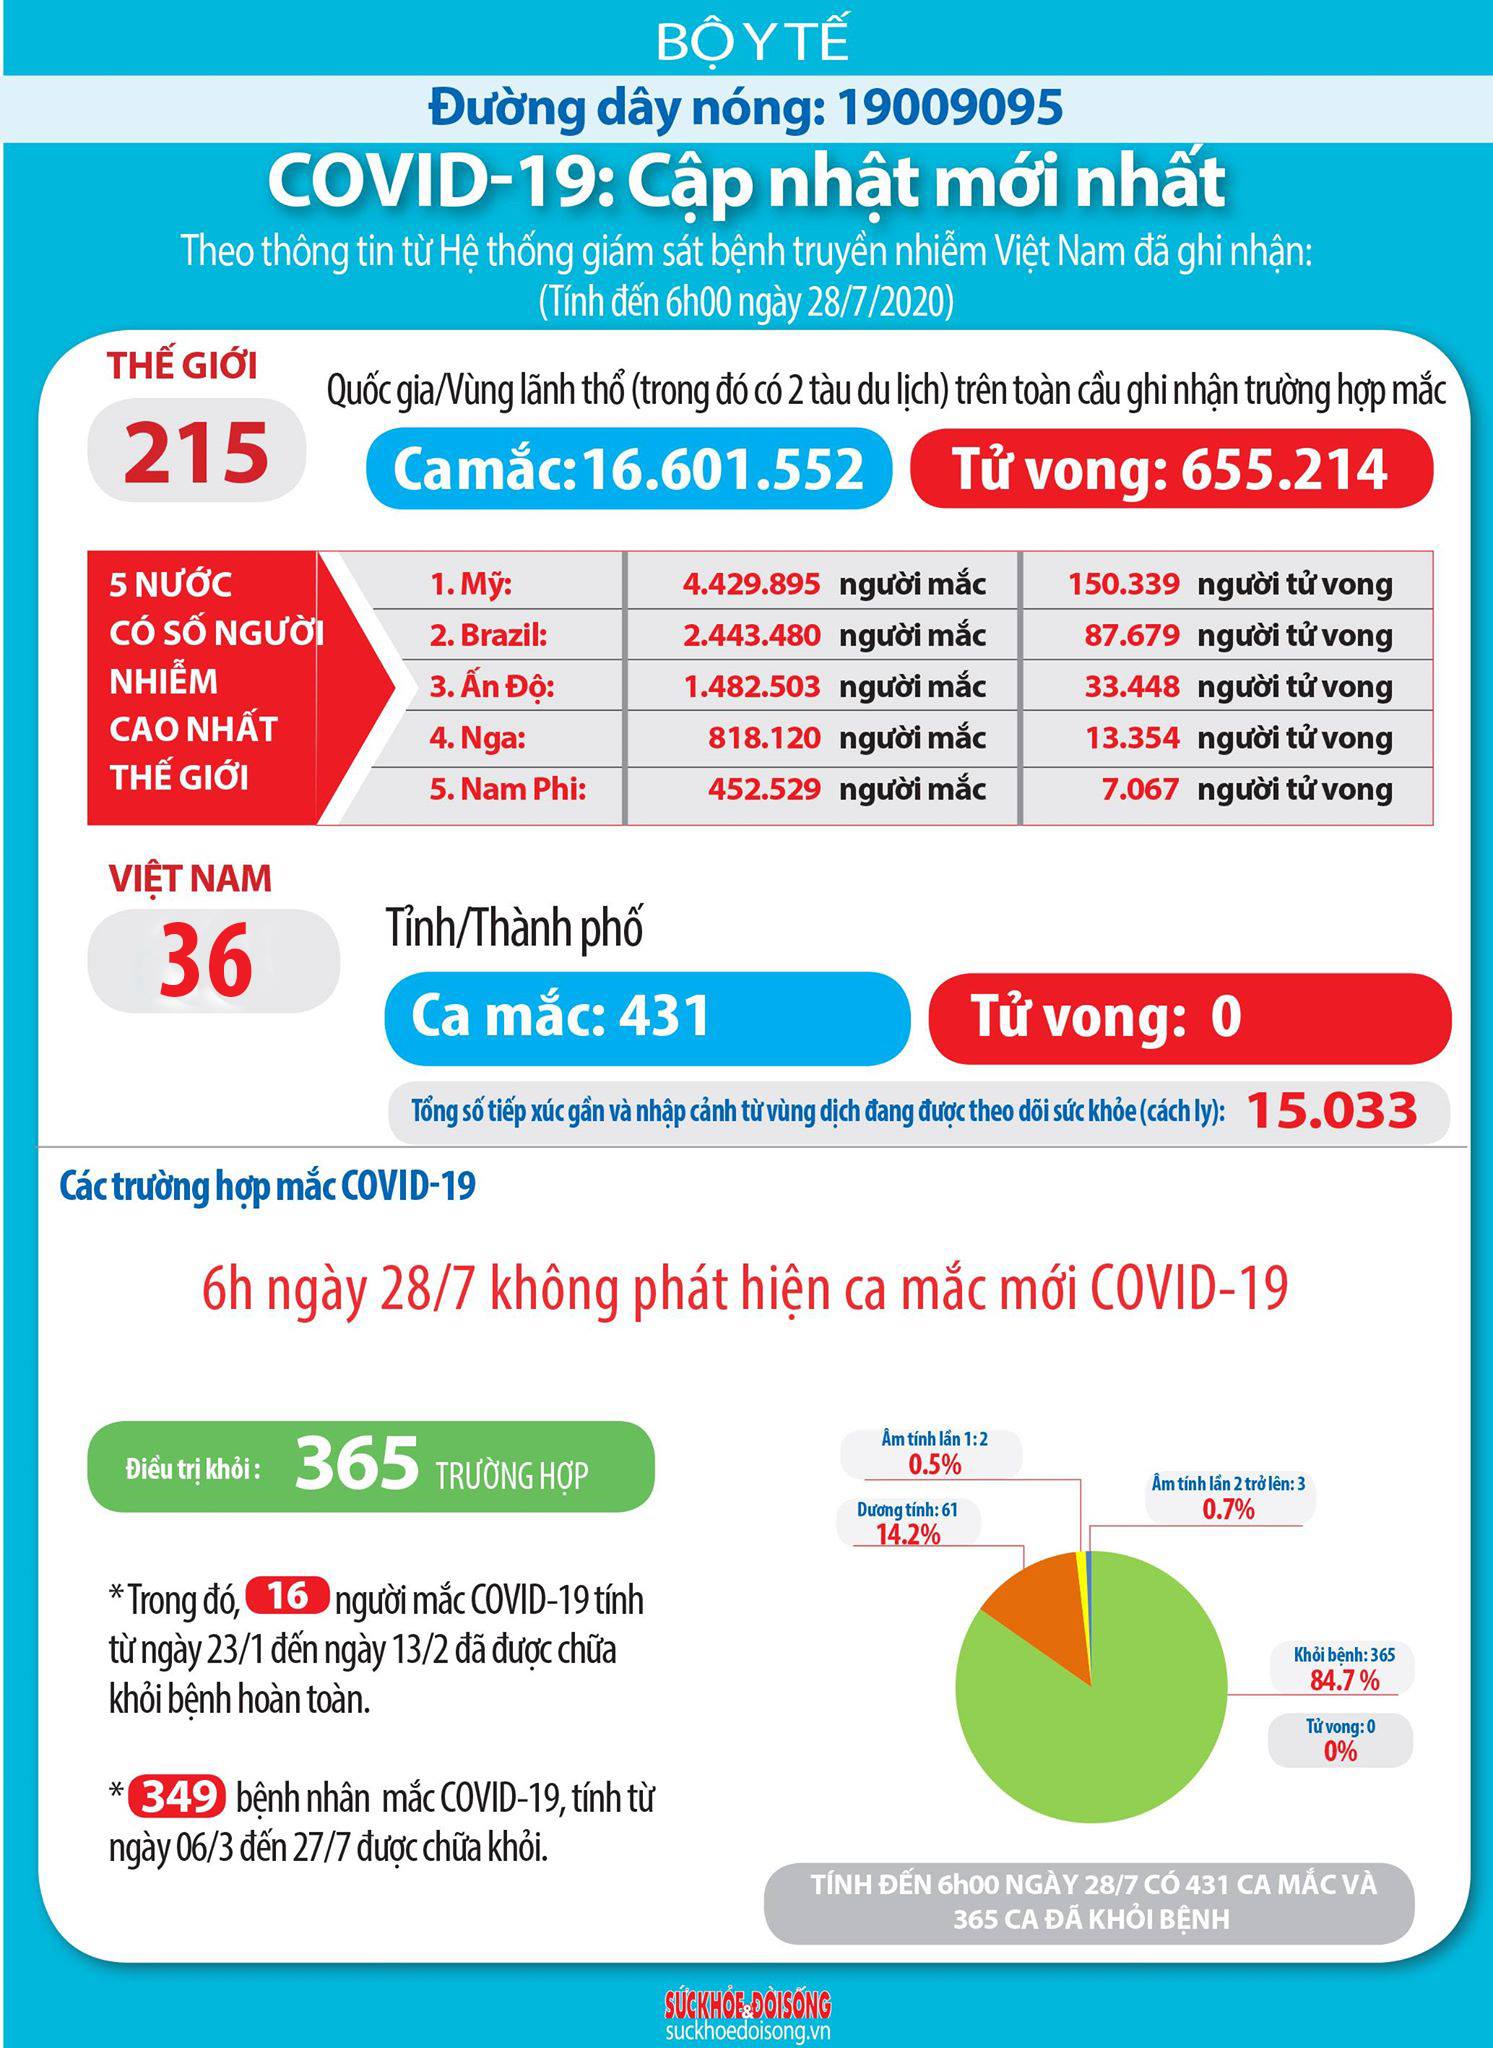 BỘ Y TẾ
Đường dây nóng: 19009095
COVID-19: Cập nhật mới nhất
Theo thông tin từ Hệ thống giám sát bệnh truyền nhiễm Việt Nam đã ghi nhận:
(Tính đến 6h00 ngày 28/7/2020)
THẾ GIỚI
215
Quốc gia/Vùng lãnh thổ (trong đó có 2 tàu du lịch) trên toàn cầu ghi nhận trường hợp mắc
Ca mắc: 16.601.552
Tử vong: 655.214
5 NƯỚC
CÓ SỐ NGƯỜI
NHIỄM
CAO NHẤT
THẾ GIỚI
1. Mỹ: 4.429.895 người mắc 150.339 người tử vong
2. Brazil: 2.443.480 người mắc 87.679 người tử vong
3. Ấn Độ: 1.482.503 người mắc 33.448 người tử vong
4. Nga: 818.120 người mắc 13.354 người tử vong
5. Nam Phi: 452.529 người mắc 7.067 người tử vong
VIỆT NAM
36
Tỉnh/Thành phố
Ca mắc: 431
Tử vong: 0
Tổng số tiếp xúc gần và nhập cảnh từ vùng dịch đang được theo dõi sức khỏe (cách ly): 15.033
Các trường hợp mắc COVID-19
6h ngày 28/7 không phát hiện ca mắc mới COVID-19
Điều trị khỏi : 365 TRƯỜNG HỢP
* Trong đó, 16 người mắc COVID-19 tính
từ ngày 23/1 đến ngày 13/2 đã được chữa
khỏi bệnh hoàn toàn.
* 349 bệnh nhân mắc COVID-19, tính từ
ngày 06/3 đến 27/7 được chữa khỏi.
Âm tính lần 1: 2
0.5%
Âm tính lần 2 trở lên: 3
0.7%
Dương tính: 61
14.2%
Khỏi bệnh: 365
84.7 %
Tử vong: 0
0%
TÍNH ĐẾN 6h00 NGÀY 28/7 CÓ 431 CA MẮC VÀ
365 CA ĐÃ KHỎI BỆNH
SỨC KHỎE & ĐỜI SỐNG
suckhoedoisong.vn